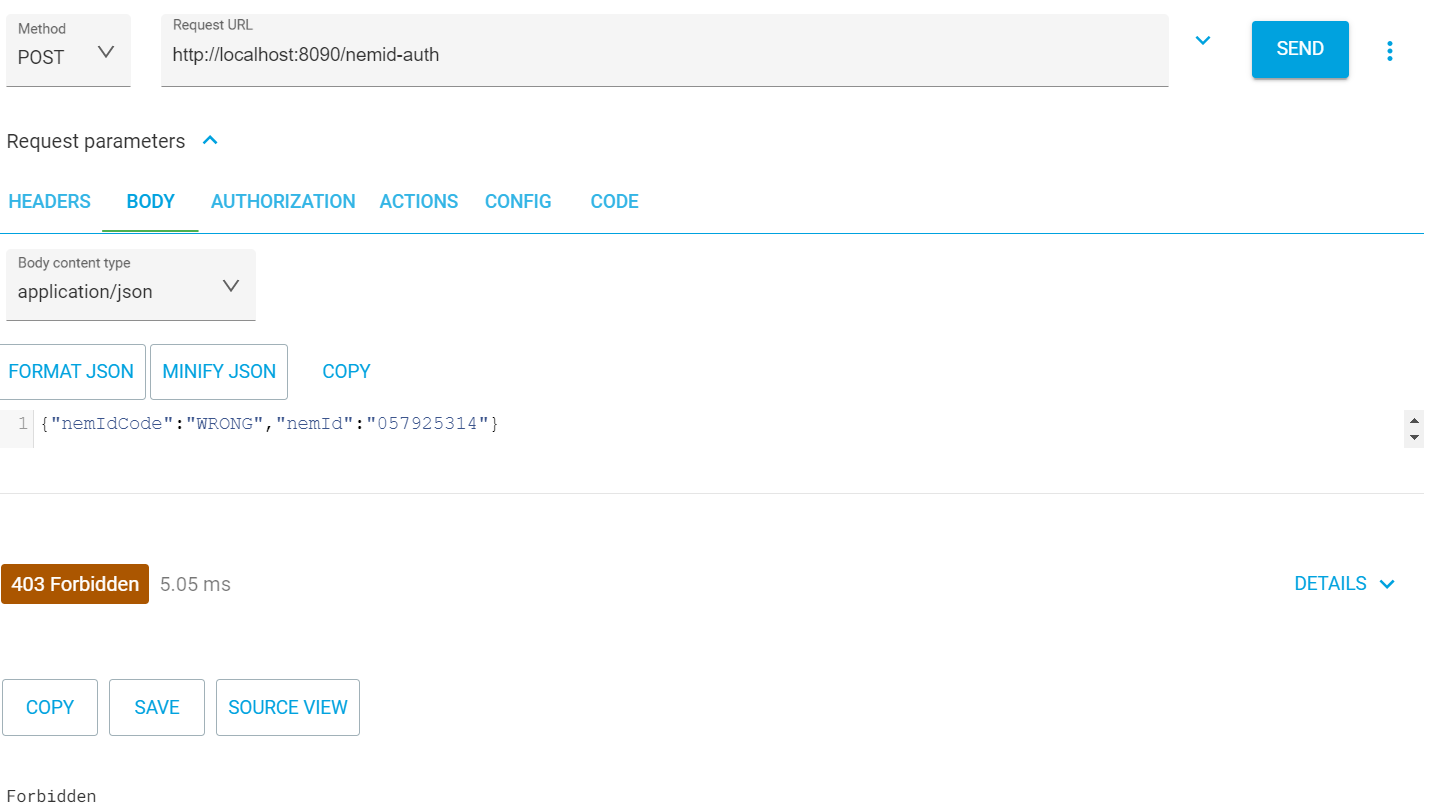 Method
POST
Request URL
http://localhost:8090/nemid-auth
SEND
Request parameters
HEADERS BODY AUTHORIZATION ACTIONS CONFIG CODE
Body content type
application/json
FORMAT JSON MINIFY JSON COPY
1 {"nemIdCode":"WRONG","nemId":"057925314"}
403 Forbidden 5.05 ms DETAILS
COPY SAVE SOURCE VIEW
Forbidden